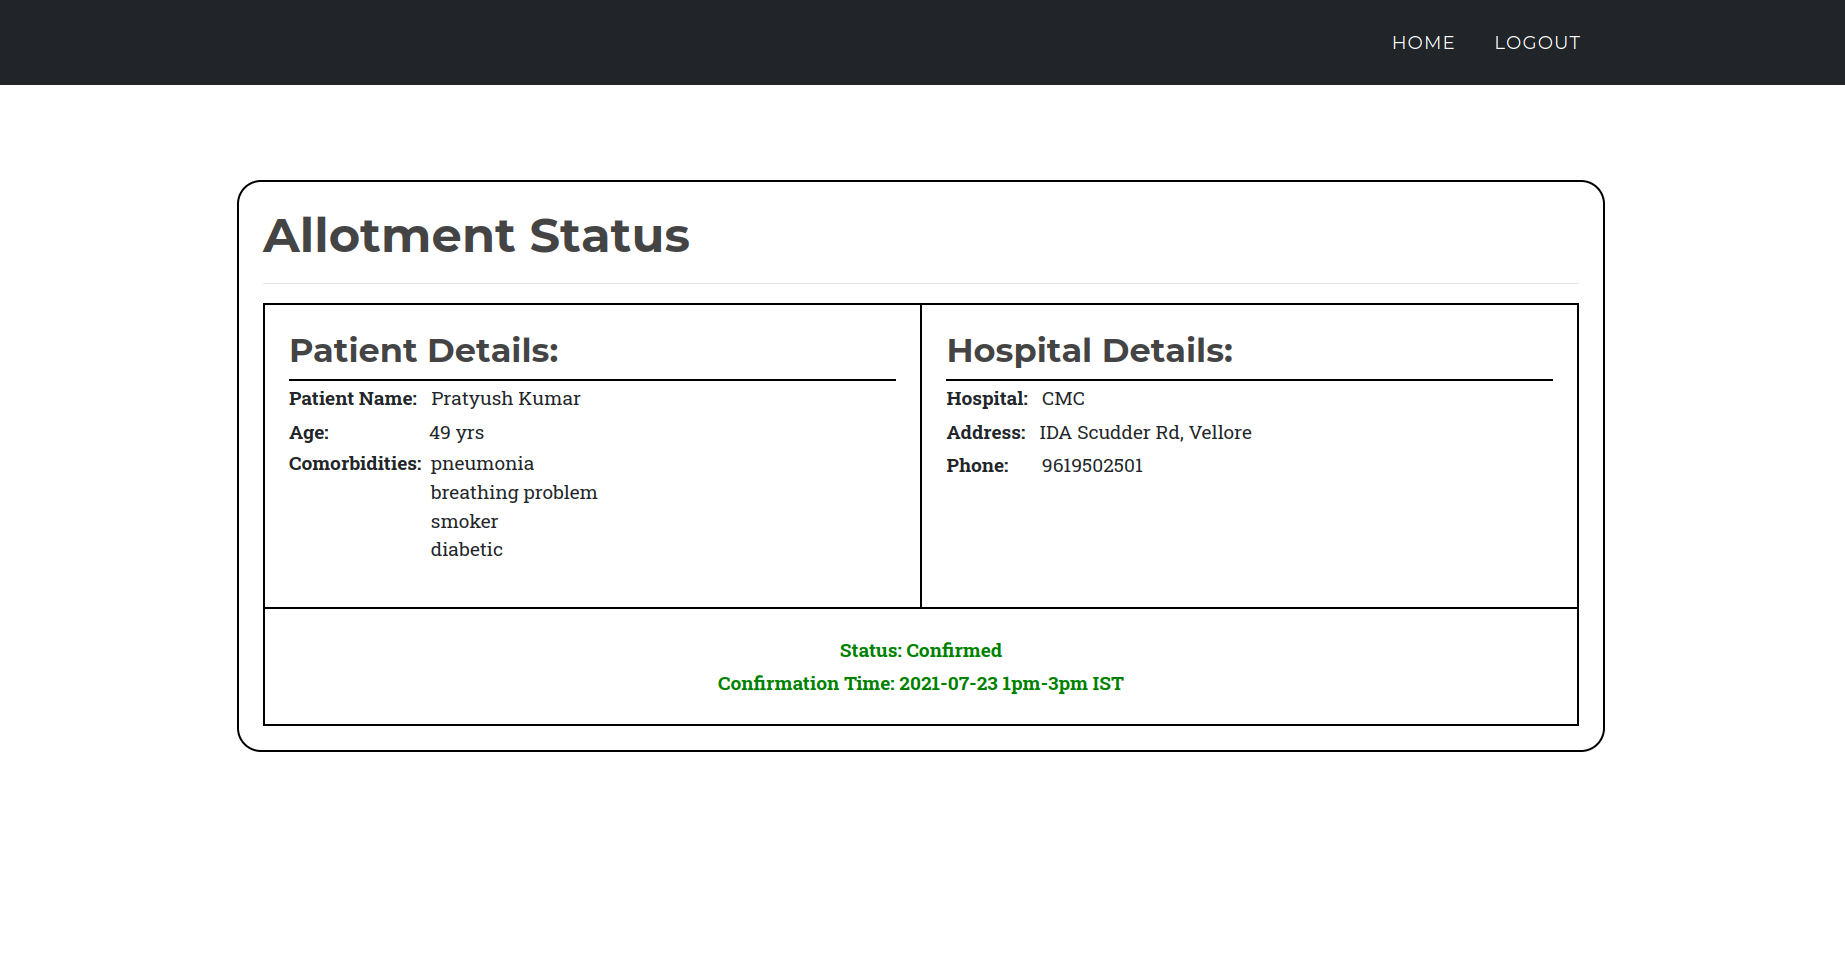 HOME LOGOUT
Allotment Status
Patient Details:
Patient Name: Pratyush Kumar
Age: 49 yrs
Comorbidities: pneumonia
breathing problem
smoker
diabetic
Hospital Details:
Hospital: CMC
Address: IDA Scudder Rd, Vellore
Phone: 9619502501
Status: Confirmed
Confirmation Time: 2021-07-23 1pm-3pm IST